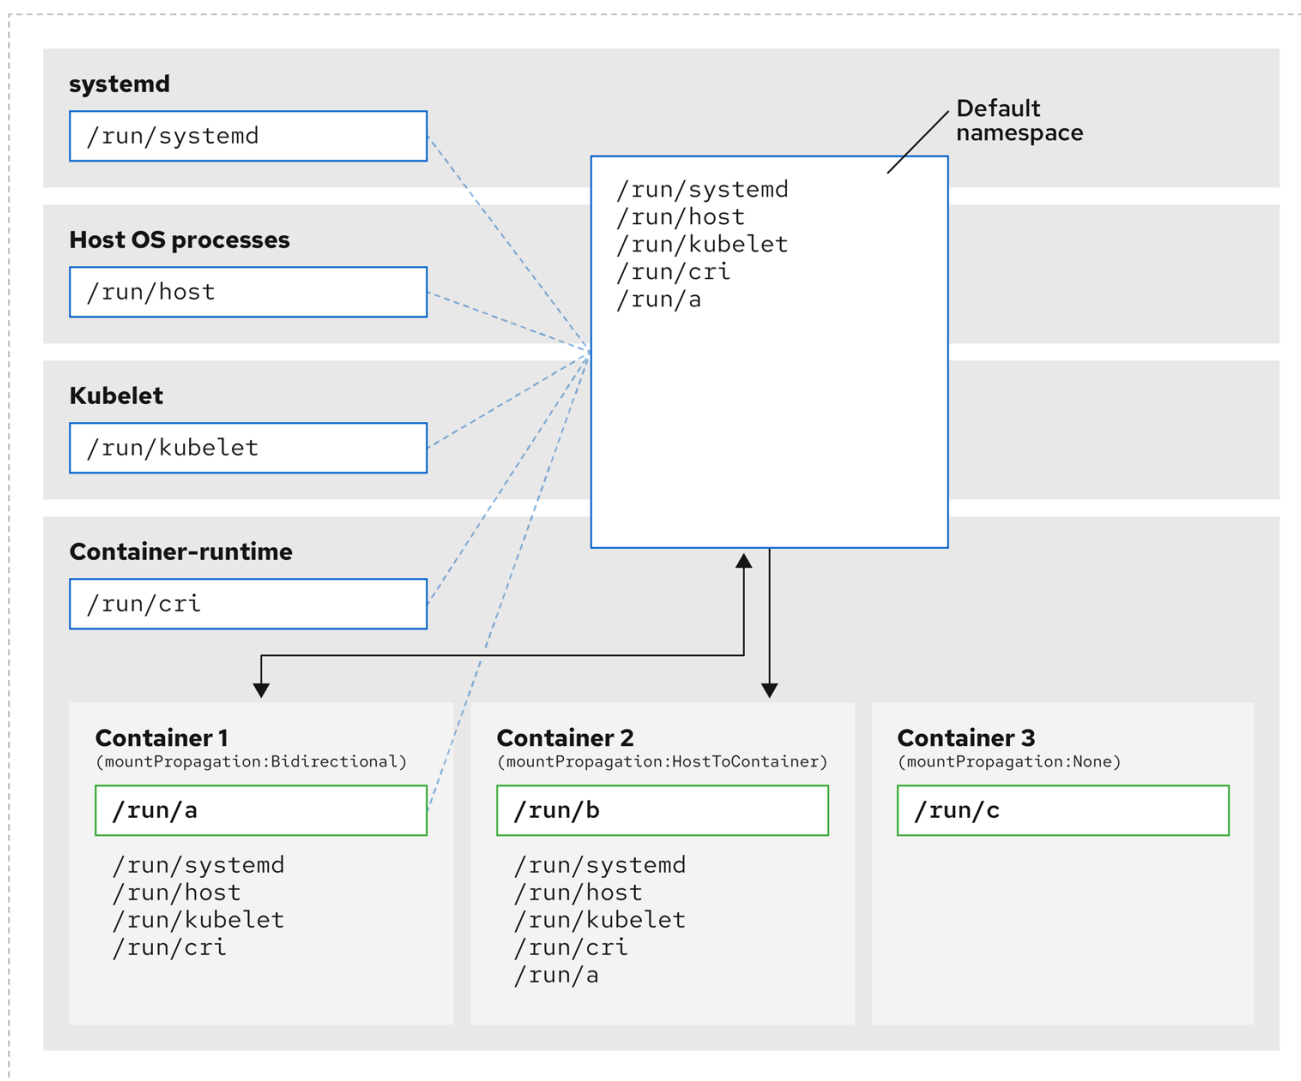 systemd
/run/systemd
Default
namespace
/run/systemd
/run/host
/run/kubelet
/run/cri
/run/a
Host OS processes
/run/host
Kubelet
/run/kubelet
Container-runtime
/run/cri
Container 1
(mountPropagation:Bidirectional)
/run/a
/run/systemd
/run/host
/run/kubelet
/run/cri
Container 2
(mountPropagation:HostToContainer)
/run/b
/run/systemd
/run/host
/run/kubelet
/run/cri
/run/a
Container 3
(mountPropagation:None)
/run/c